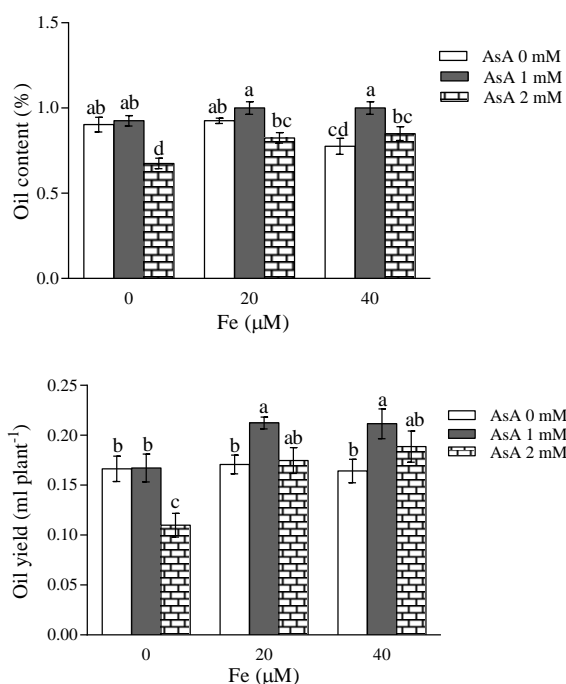 1.5
1.0
0.5
0.0
Oil content (%)
ab ab d
ab a bc
cd a bc
0 20 40
Fe (μM)
AsA 0 mM
AsA 1 mM
AsA 2 mM
0.25
0.20
0.15
0.10
0.05
0.00
Oil yield (ml plant⁻¹)
b b c
b a ab
b a ab
0 20 40
Fe (μM)
AsA 0 mM
AsA 1 mM
AsA 2 mM